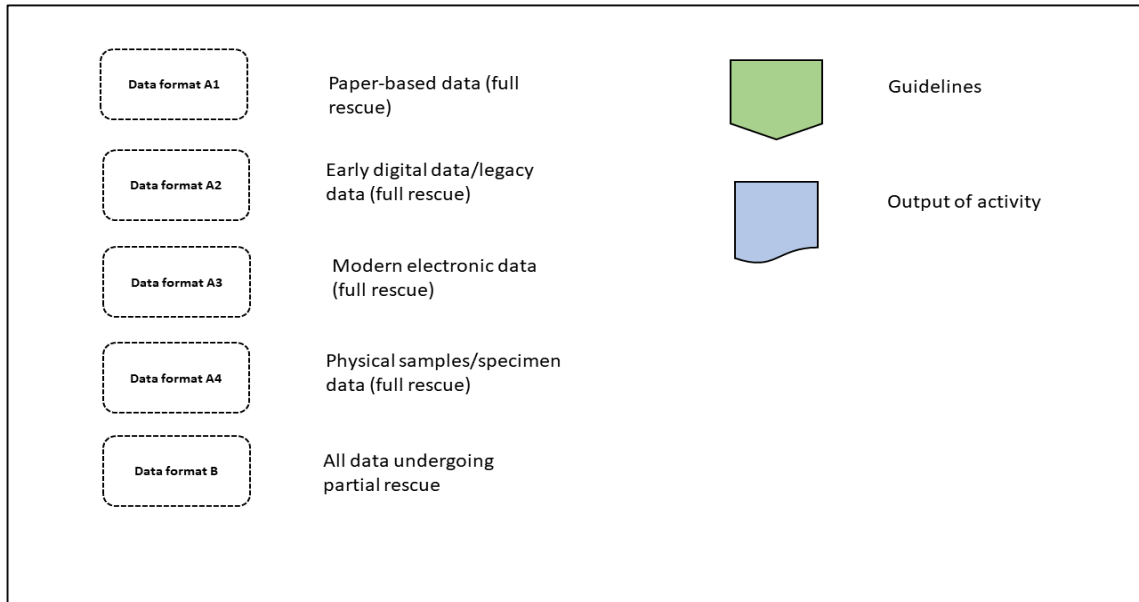 Data format A1
Paper-based data (full
rescue)
Data format A2
Early digital data/legacy
data (full rescue)
Data format A3
Modern electronic data
(full rescue)
Data format A4
Physical samples/specimen
data (full rescue)
Data format B
All data undergoing
partial rescue
Guidelines
Output of activity